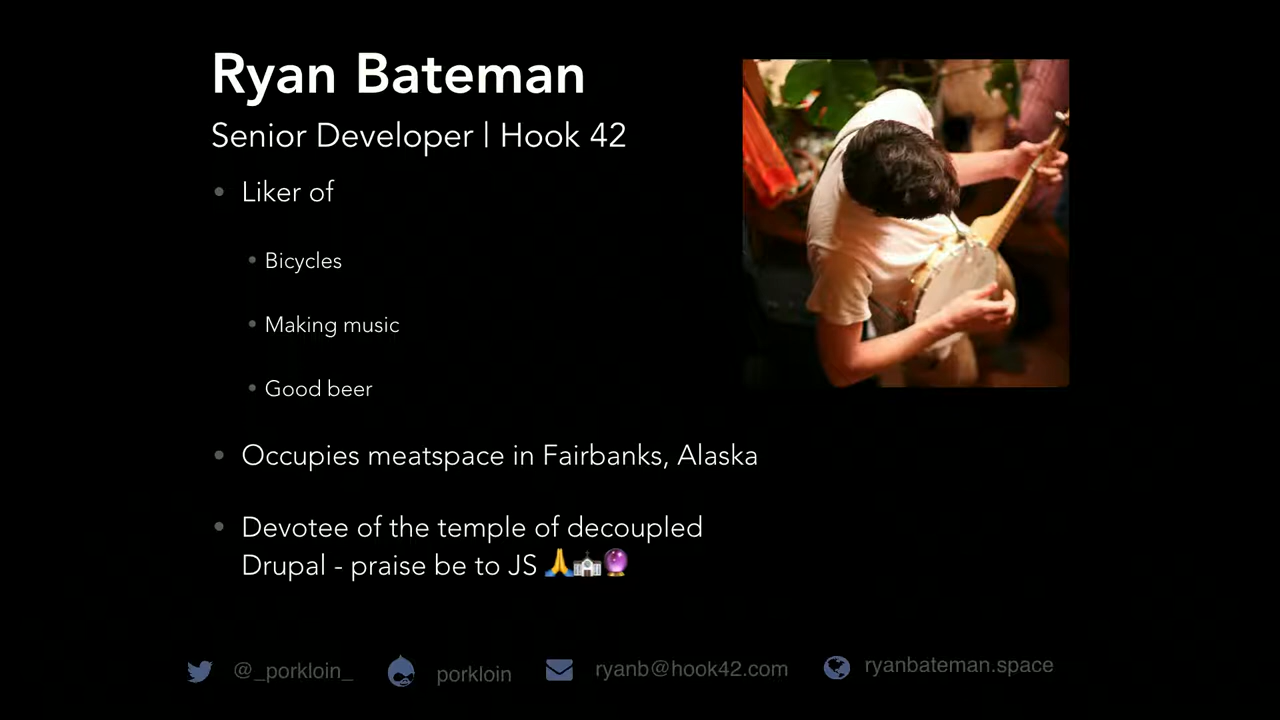 Ryan Bateman
Senior Developer | Hook 42
• Liker of
• Bicycles
• Making music
• Good beer
• Occupies meatspace in Fairbanks, Alaska
• Devotee of the temple of decoupled
Drupal - praise be to JS 🙏⛪🔮
@_porkloin_
porkloin
ryanb@hook42.com
ryanbateman.space